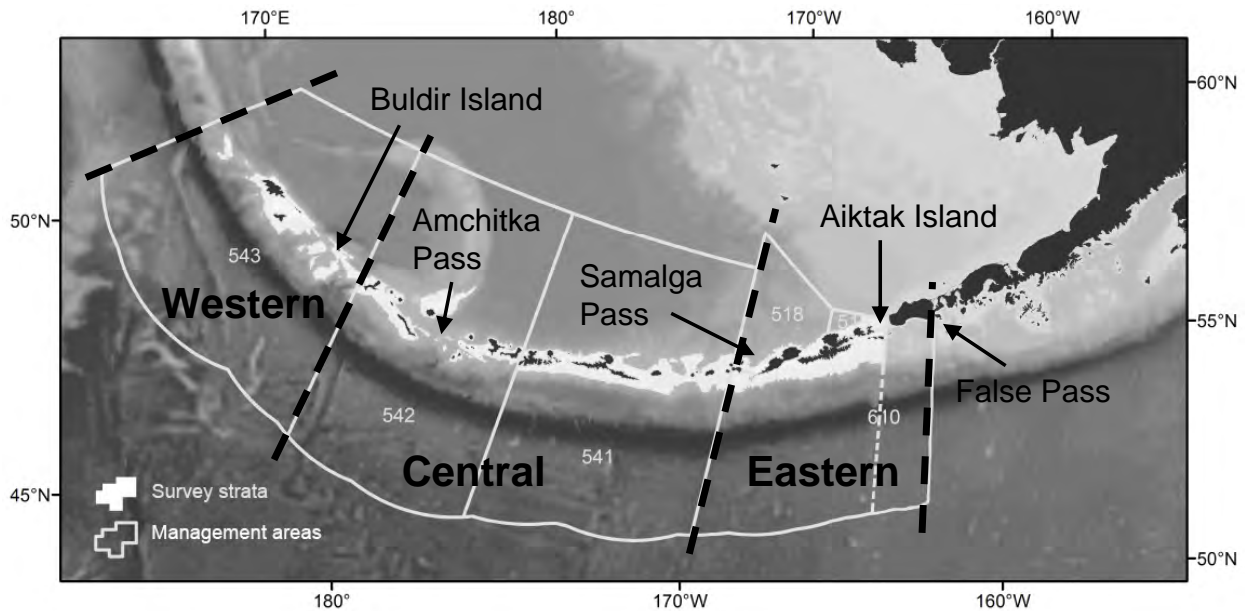 170°E
180°
170°W
160°W
Buldir Island
60°N
50°N
Amchitka
Pass
Aiktak Island
543
Samalga
Pass
518
Western
55°N
False Pass
542
610
541
Central
Eastern
45°N
Survey strata
Management areas
50°N
180°
170°W
160°W